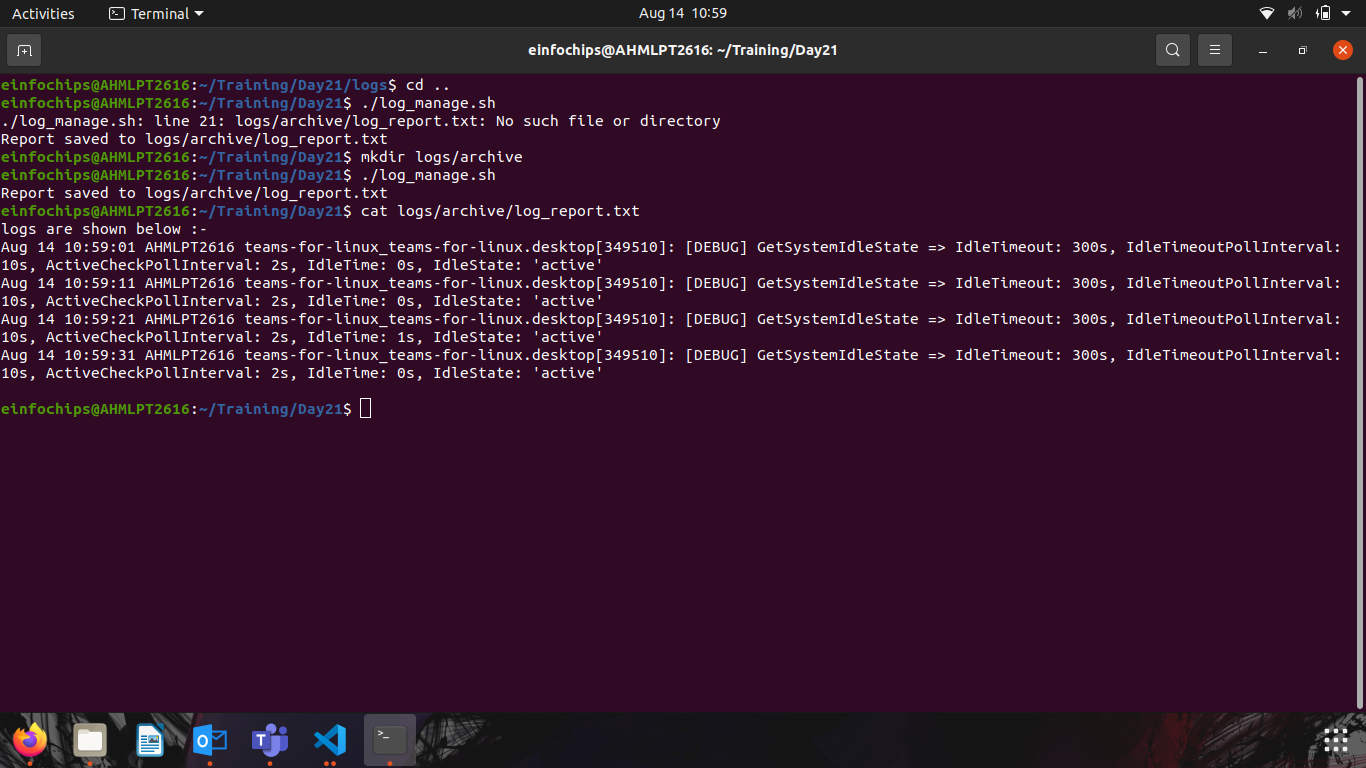 Activities
Terminal
Aug 14 10:59
einfochips@AHMLPT2616: ~/Training/Day21
einfochips@AHMLPT2616:~/Training/Day21/logs$ cd ..
einfochips@AHMLPT2616:~/Training/Day21$ ./log_manage.sh
./log_manage.sh: line 21: logs/archive/log_report.txt: No such file or directory
Report saved to logs/archive/log_report.txt
einfochips@AHMLPT2616:~/Training/Day21$ mkdir logs/archive
einfochips@AHMLPT2616:~/Training/Day21$ ./log_manage.sh
Report saved to logs/archive/log_report.txt
einfochips@AHMLPT2616:~/Training/Day21$ cat logs/archive/log_report.txt
logs are shown below :-
Aug 14 10:59:01 AHMLPT2616 teams-for-linux_teams-for-linux.desktop[349510]: [DEBUG] GetSystemIdleState => IdleTimeout: 300s, IdleTimeoutPollInterval:
10s, ActiveCheckPollInterval: 2s, IdleTime: 0s, IdleState: 'active'
Aug 14 10:59:11 AHMLPT2616 teams-for-linux_teams-for-linux.desktop[349510]: [DEBUG] GetSystemIdleState => IdleTimeout: 300s, IdleTimeoutPollInterval:
10s, ActiveCheckPollInterval: 2s, IdleTime: 0s, IdleState: 'active'
Aug 14 10:59:21 AHMLPT2616 teams-for-linux_teams-for-linux.desktop[349510]: [DEBUG] GetSystemIdleState => IdleTimeout: 300s, IdleTimeoutPollInterval:
10s, ActiveCheckPollInterval: 2s, IdleTime: 1s, IdleState: 'active'
Aug 14 10:59:31 AHMLPT2616 teams-for-linux_teams-for-linux.desktop[349510]: [DEBUG] GetSystemIdleState => IdleTimeout: 300s, IdleTimeoutPollInterval:
10s, ActiveCheckPollInterval: 2s, IdleTime: 0s, IdleState: 'active'
einfochips@AHMLPT2616:~/Training/Day21$